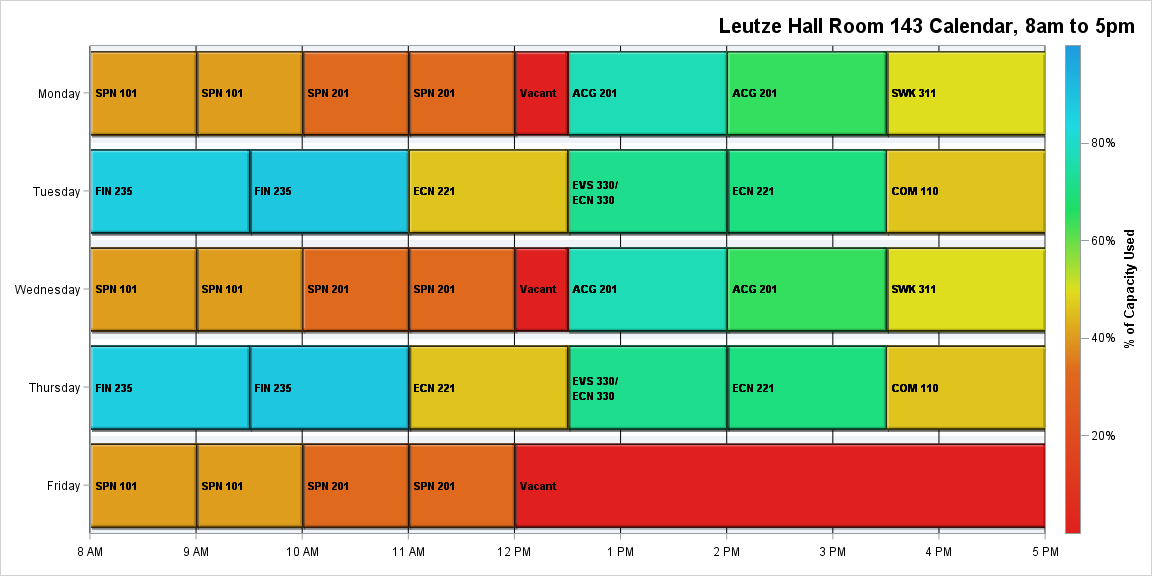 Leutze Hall Room 143 Calendar, 8am to 5pm
Monday
SPN 101
SPN 101
SPN 201
SPN 201
Vacant
ACG 201
ACG 201
SWK 311
Tuesday
FIN 235
FIN 235
ECN 221
EVS 330/
ECN 330
ECN 221
COM 110
Wednesday
SPN 101
SPN 101
SPN 201
SPN 201
Vacant
ACG 201
ACG 201
SWK 311
Thursday
FIN 235
FIN 235
ECN 221
EVS 330/
ECN 330
ECN 221
COM 110
Friday
SPN 101
SPN 101
SPN 201
SPN 201
Vacant
8 AM
9 AM
10 AM
11 AM
12 PM
1 PM
2 PM
3 PM
4 PM
5 PM
80%
60%
40%
20%
% of Capacity Used